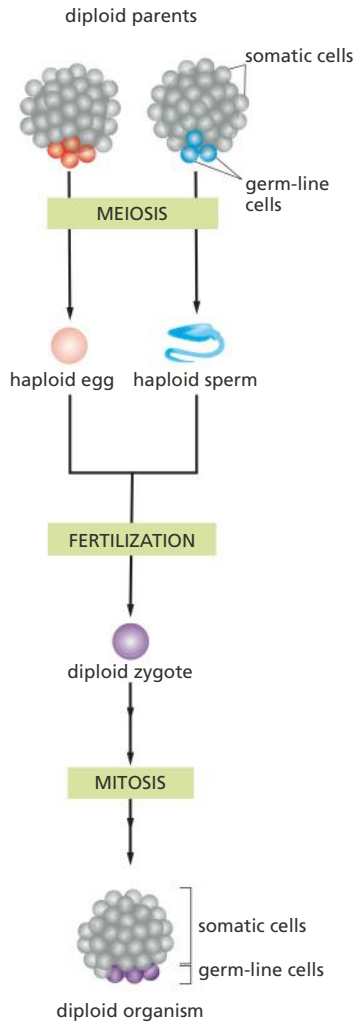 diploid parents
somatic cells
germ-line
cells
MEIOSIS
haploid egg
haploid sperm
FERTILIZATION
diploid zygote
MITOSIS
somatic cells
germ-line cells
diploid organism